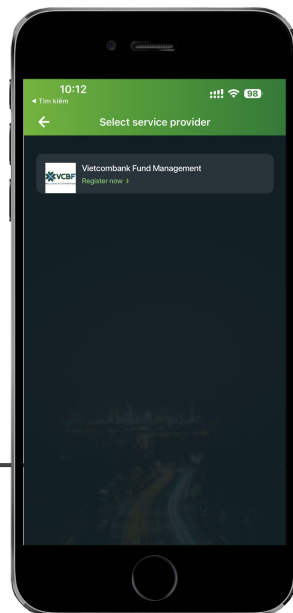 10:12
98
◄ Tìm kiếm
Select service provider
VCBF
Vietcombank Fund Management
Register now >